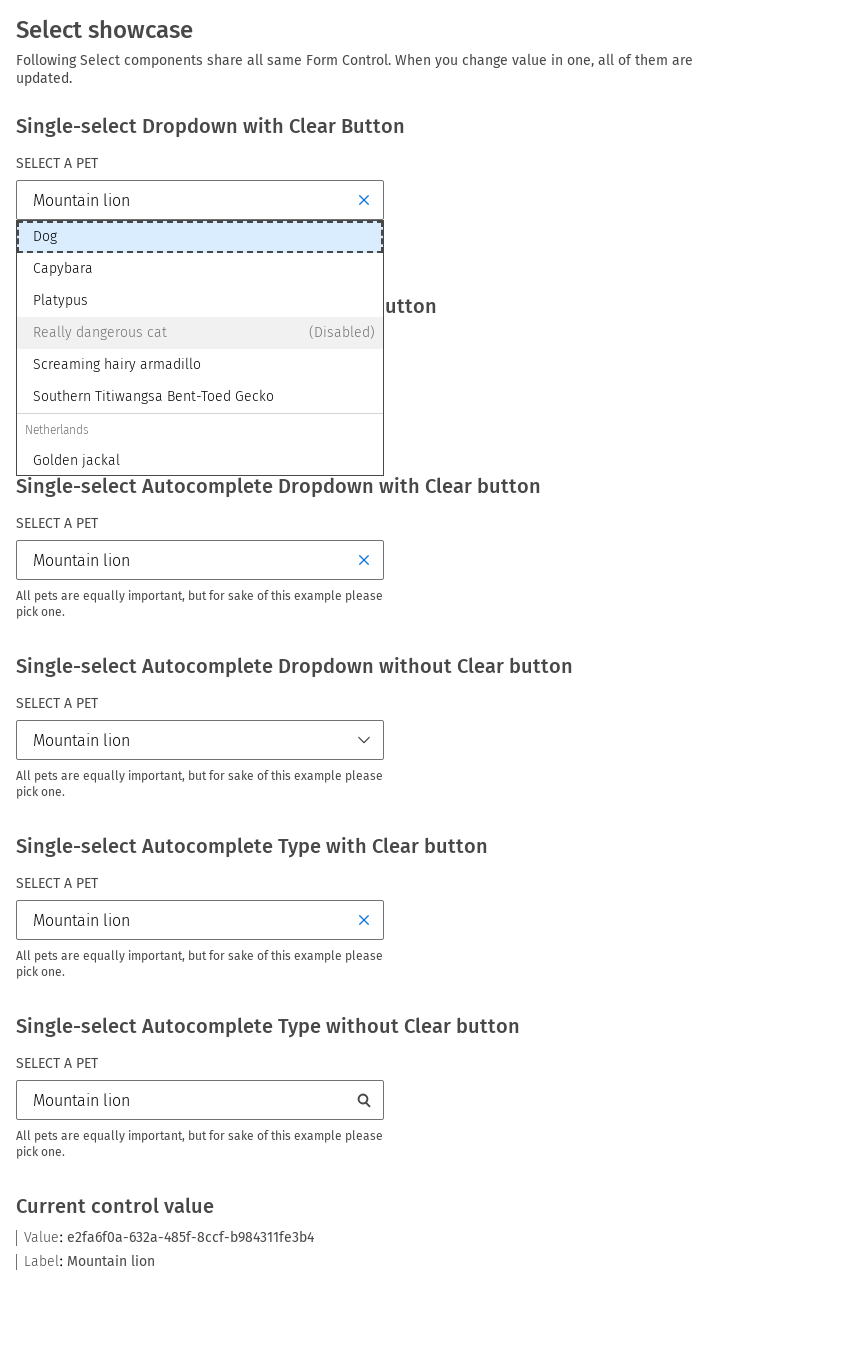 Select showcase
Following Select components share all same Form Control. When you change value in one, all of them are
updated.
Single-select Dropdown with Clear Button
SELECT A PET
Mountain lion
Dog
Capybara
Platypus
utton
Really dangerous cat (Disabled)
Screaming hairy armadillo
Southern Titiwangsa Bent-Toed Gecko
Netherlands
Golden jackal
Single-select Autocomplete Dropdown with Clear button
SELECT A PET
Mountain lion
All pets are equally important, but for sake of this example please
pick one.
Single-select Autocomplete Dropdown without Clear button
SELECT A PET
Mountain lion
All pets are equally important, but for sake of this example please
pick one.
Single-select Autocomplete Type with Clear button
SELECT A PET
Mountain lion
All pets are equally important, but for sake of this example please
pick one.
Single-select Autocomplete Type without Clear button
SELECT A PET
Mountain lion
All pets are equally important, but for sake of this example please
pick one.
Current control value
Value: e2fa6f0a-632a-485f-8ccf-b984311fe3b4
Label: Mountain lion